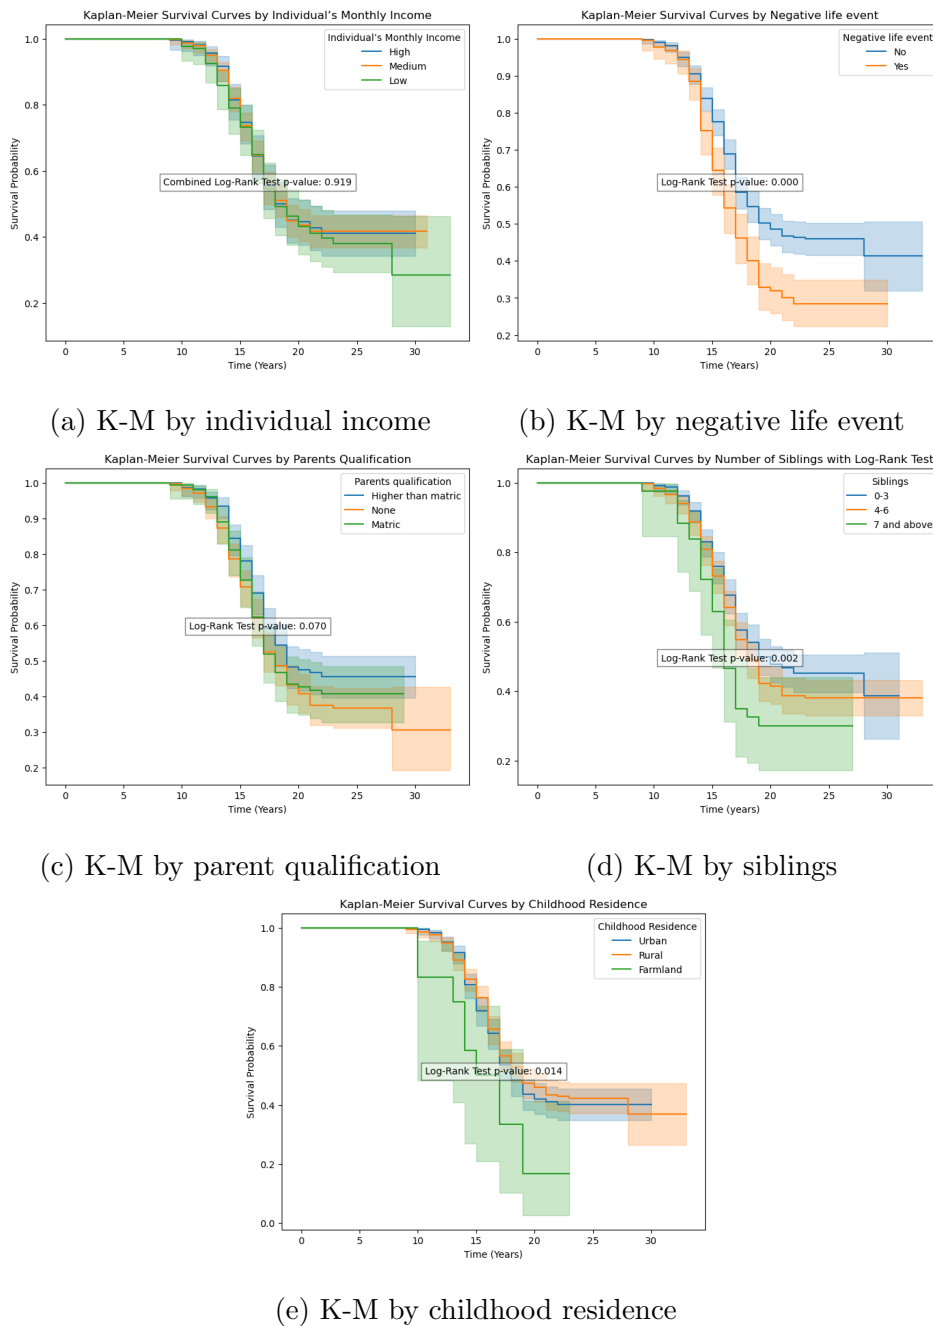 Kaplan-Meier Survival Curves by Individual's Monthly Income
Individual's Monthly Income
High
Medium
Low
Combined Log-Rank Test p-value: 0.919
Survival Probability
1.0
0.9
0.8
0.7
0.6
0.5
0.4
0.3
0.2
0
5
10
15
20
25
30
Time (Years)
(a) K-M by individual income
Kaplan-Meier Survival Curves by Negative life event
Negative life event
No
Yes
Log-Rank Test p-value: 0.000
Survival Probability
1.0
0.9
0.8
0.7
0.6
0.5
0.4
0.3
0.2
0
5
10
15
20
25
30
Time (Years)
(b) K-M by negative life event
Kaplan-Meier Survival Curves by Parents Qualification
Parents qualification
Higher than matric
None
Matric
Log-Rank Test p-value: 0.070
Survival Probability
1.0
0.9
0.8
0.7
0.6
0.5
0.4
0.3
0.2
0
5
10
15
20
25
30
Time (Years)
(c) K-M by parent qualification
Kaplan-Meier Survival Curves by Number of Siblings with Log-Rank Test
Siblings
0-3
4-6
7 and above
Log-Rank Test p-value: 0.002
Survival Probability
1.0
0.8
0.6
0.4
0.2
0
5
10
15
20
25
30
Time (years)
(d) K-M by siblings
Kaplan-Meier Survival Curves by Childhood Residence
Childhood Residence
Urban
Rural
Farmland
Log-Rank Test p-value: 0.014
Survival Probability
1.0
0.8
0.6
0.4
0.2
0.0
0
5
10
15
20
25
30
Time (Years)
(e) K-M by childhood residence